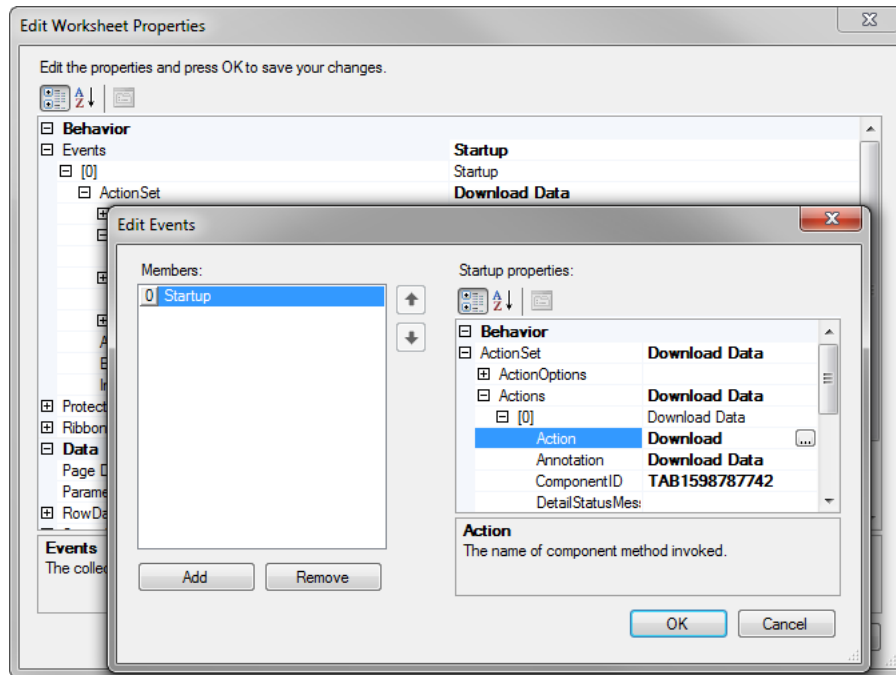 Edit Worksheet Properties
Edit the properties and press OK to save your changes.
Behavior
Events Startup
[0] Startup
ActionSet Download Data
Protect
Ribbon
Data
Page D
Parame
RowDa
Events
The collec
Edit Events
Members:
0 Startup
Add Remove
Startup properties:
Behavior
ActionSet Download Data
ActionOptions
Actions Download Data
[0] Download Data
Action Download ...
Annotation Download Data
ComponentID TAB1598787742
DetailStatusMes
Action
The name of component method invoked.
OK Cancel